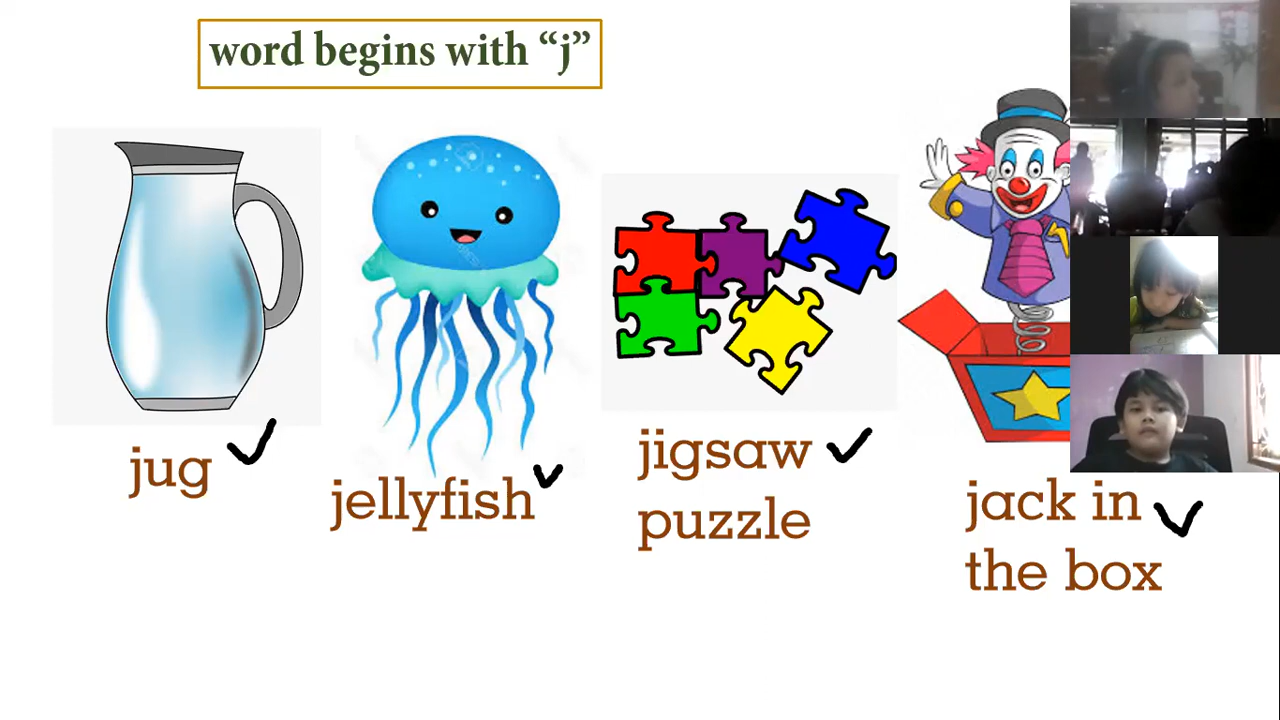 word begins with “j”
jug
jellyfish
jigsaw
puzzle
jack in
the box